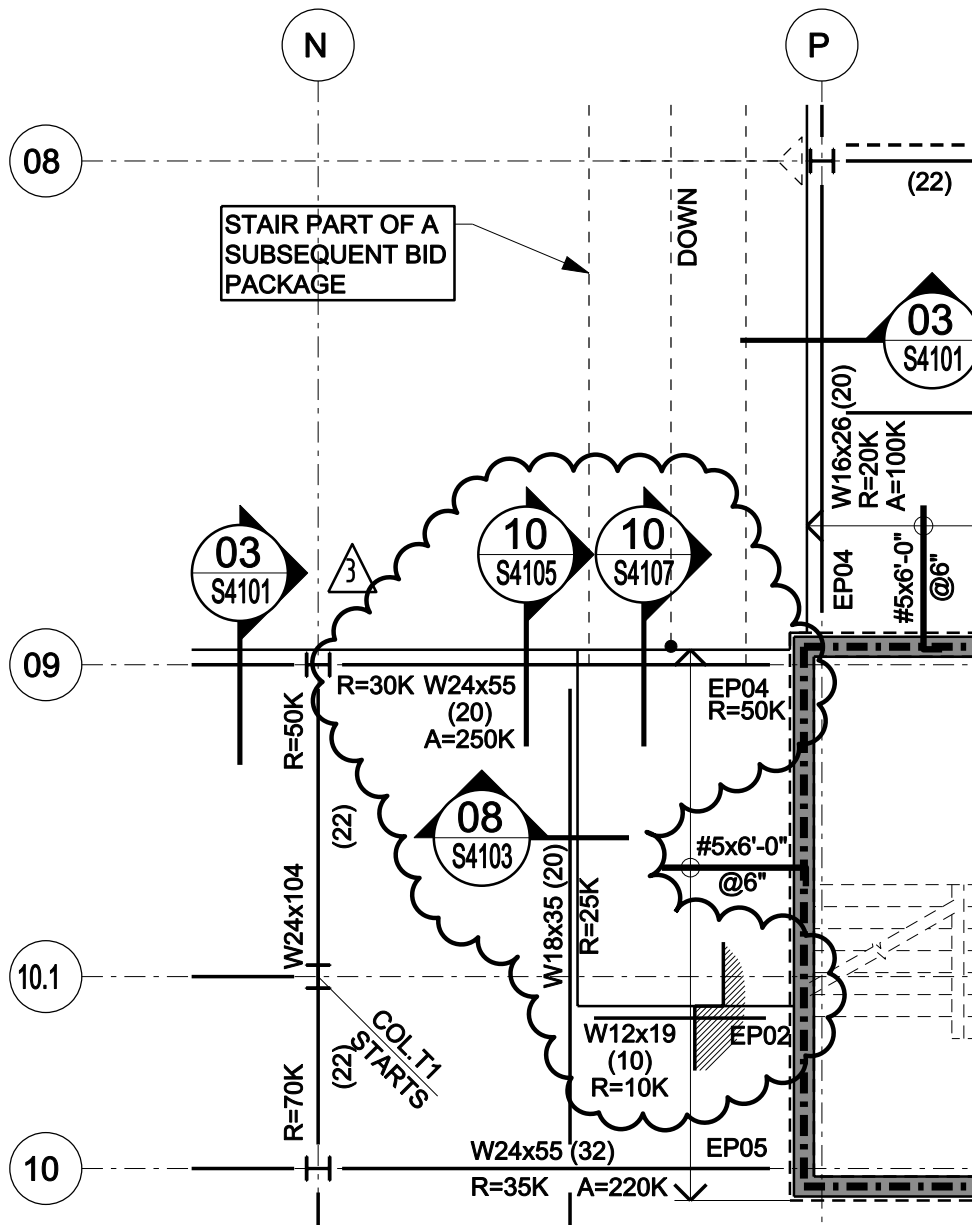 N
P
08
(22)
STAIR PART OF A
SUBSEQUENT BID
PACKAGE
DOWN
03
S4101
W16x26 (20)
R=20K
A=100K
EP04
#5x6'-0"
@6"
03
S4101
3
10
S4105
10
S4107
09
R=30K
W24x55
(20)
A=250K
EP04
R=50K
R=50K
(22)
W24x104
08
S4103
#5x6'-0"
@6"
W18x35 (20)
R=25K
10.1
COL.T1
STARTS
W12x19
(10)
R=10K
EP02
(22)
R=70K
10
W24x55 (32)
R=35K
A=220K
EP05